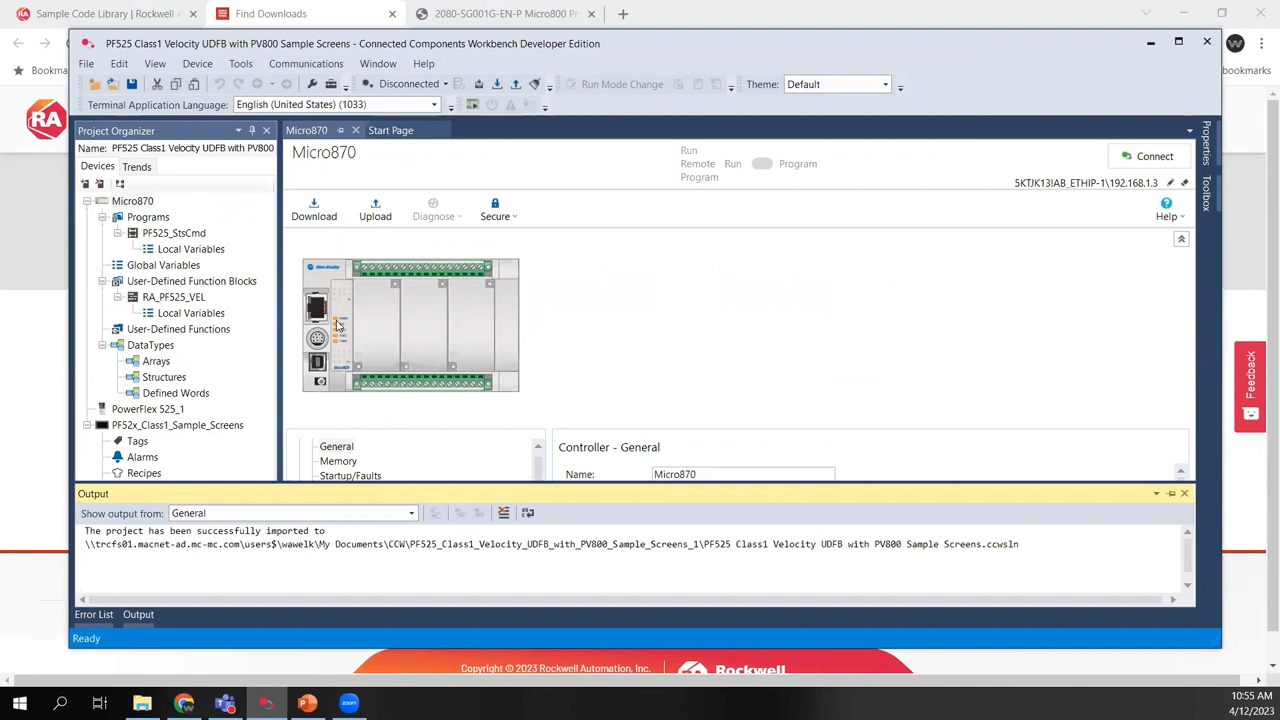 Sample Code Library | Rockwell A
Find Downloads
2080-SG001G-EN-P Micro800 Pr
Bookma
ookmarks
RA
PF525 Class1 Velocity UDFB with PV800 Sample Screens - Connected Components Workbench Developer Edition
File Edit View Device Tools Communications Window Help
Disconnected
Run Mode Change
Theme: Default
Terminal Application Language: English (United States) (1033)
Project Organizer
Name: PF525 Class1 Velocity UDFB with PV800
Devices Trends
Micro870
Programs
PF525_StsCmd
Local Variables
Global Variables
User-Defined Function Blocks
RA_PF525_VEL
Local Variables
User-Defined Functions
DataTypes
Arrays
Structures
Defined Words
PowerFlex 525_1
PF52x_Class1_Sample_Screens
Tags
Alarms
Recipes
Micro870 Start Page
Micro870
Run
Remote Run Program
Program
Connect
5KTJK13IAB_ETHIP-1\192.168.1.3
Download Upload Diagnose Secure Help
General
Memory
Startup/Faults
Controller - General
Name: Micro870
Properties
Toolbox
Feedback
Output
Show output from: General
The project has been successfully imported to
\\trcfs01.macnet-ad.mc-mc.com\users$\wawelk\My Documents\CCW\PF525_Class1_Velocity_UDFB_with_PV800_Sample_Screens_1\PF525 Class1 Velocity UDFB with PV800 Sample Screens.ccwsln
Error List Output
Ready
Copyright © 2023 Rockwell Automation, Inc.
Rockwell
10:55 AM
4/12/2023